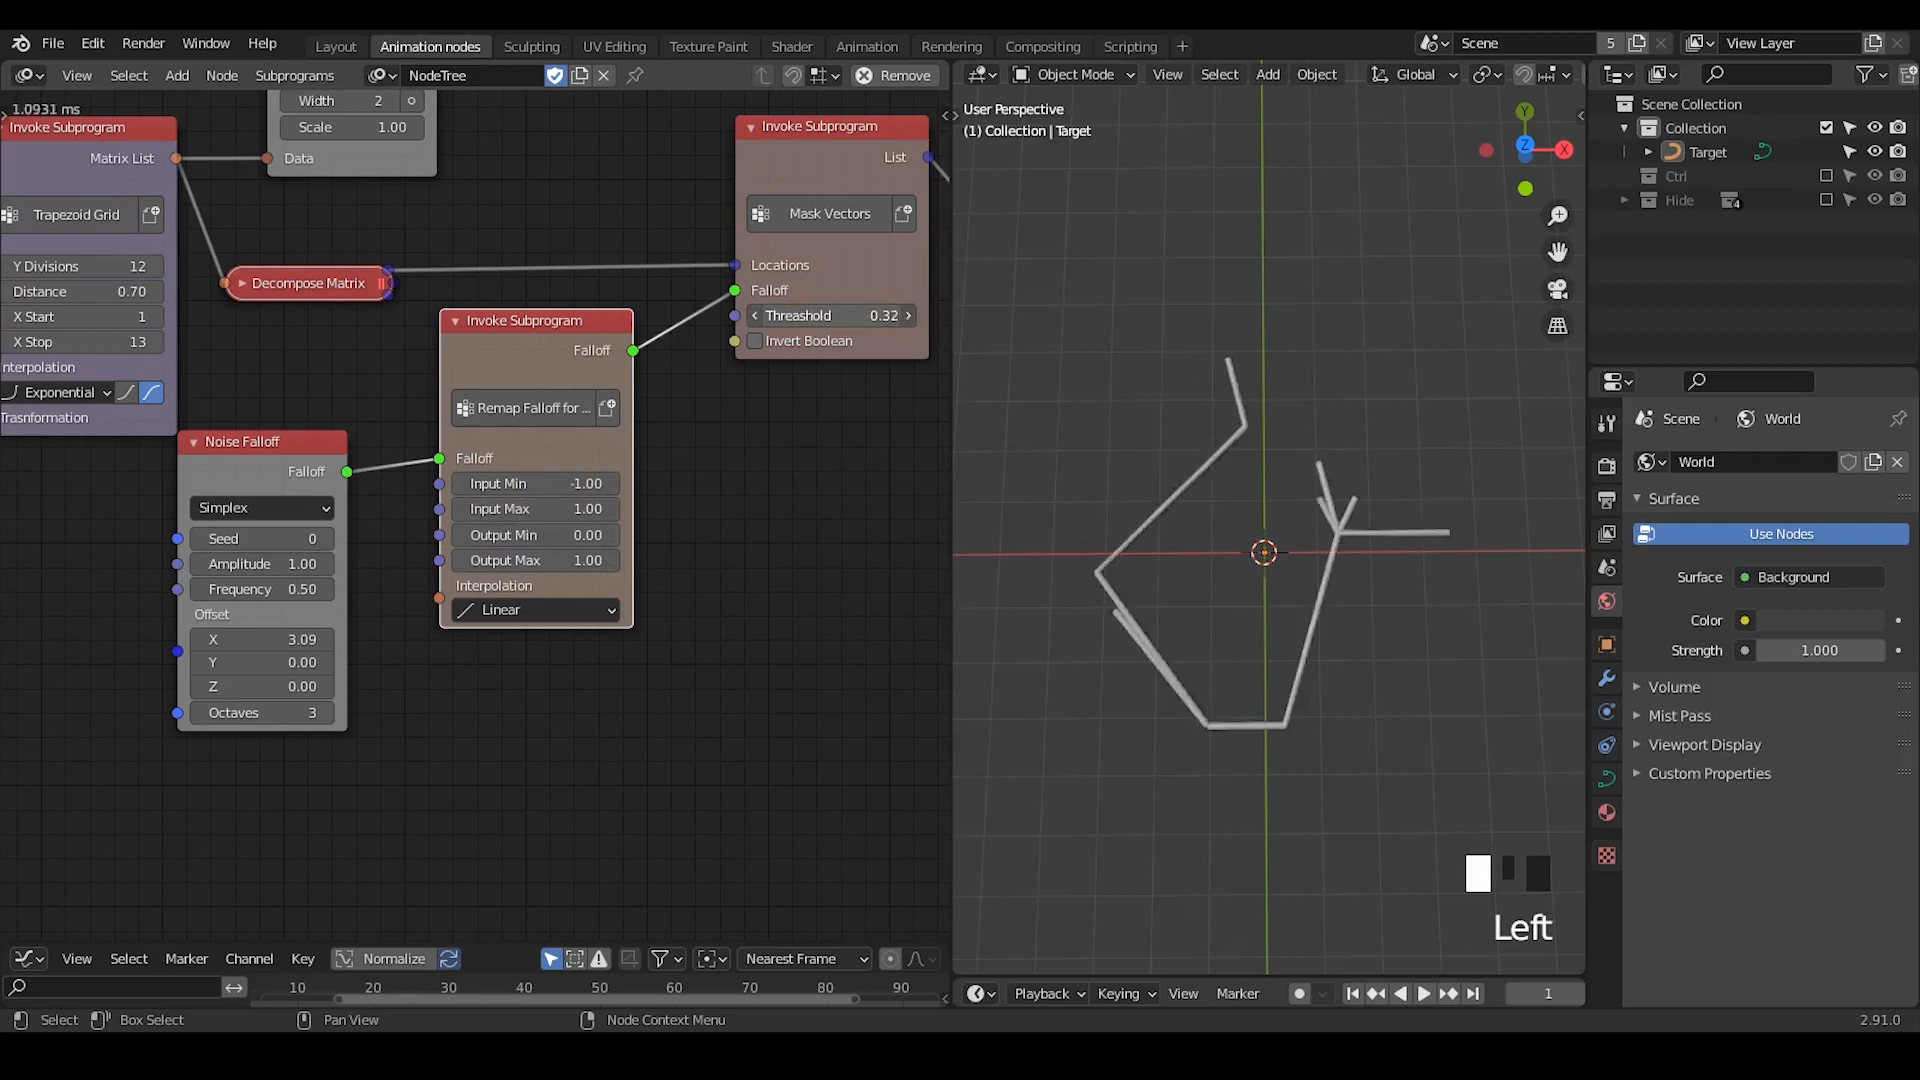 File Edit Render Window Help Layout Animation nodes Sculpting UV Editing Texture Paint Shader Animation Rendering Compositing Scripting + Scene 5 View Layer
View Select Add Node Subprograms NodeTree Remove
Object Mode View Select Add Object Global
1.0931 ms
Invoke Subprogram
Matrix List
Trapezoid Grid
Y Divisions 12
Distance 0.70
X Start 1
X Stop 13
nterpolation
Exponential
Trasnformation
Width 2
Scale 1.00
Data
Decompose Matrix
Noise Falloff
Falloff
Simplex
Seed 0
Amplitude 1.00
Frequency 0.50
Offset
X 3.09
Y 0.00
Z 0.00
Octaves 3
Invoke Subprogram
Falloff
Remap Falloff for ...
Falloff
Input Min -1.00
Input Max 1.00
Output Min 0.00
Output Max 1.00
Interpolation
Linear
Invoke Subprogram
List
Mask Vectors
Locations
Falloff
Threashold 0.32
Invert Boolean
User Perspective
(1) Collection | Target
Y
Z
X
Left
Scene Collection
Collection
Target
Ctrl
Hide 4
Scene World
World
Surface
Use Nodes
Surface Background
Color
Strength 1.000
Volume
Mist Pass
Viewport Display
Custom Properties
View Select Marker Channel Key Normalize Nearest Frame
10 20 30 40 50 60 70 80 90
Playback Keying View Marker 1
Select Box Select Pan View Node Context Menu 2.91.0